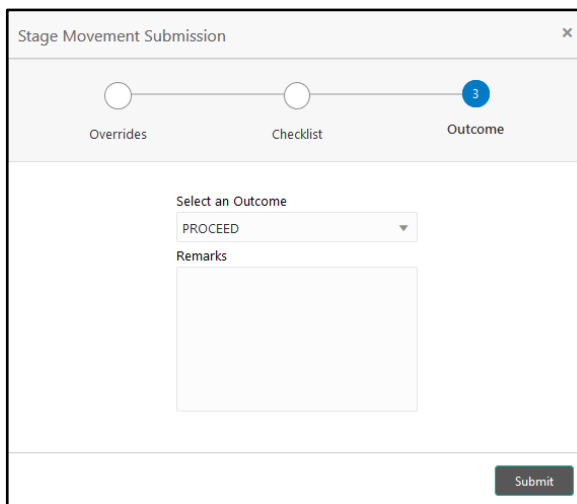 Stage Movement Submission ×
3
Overrides Checklist Outcome
Select an Outcome
PROCEED
Remarks
Submit